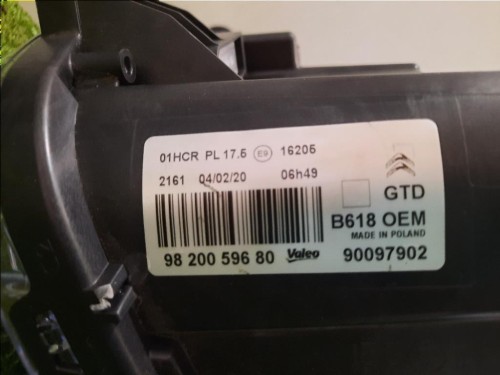 01HCR PL 17.5 E9 16205
2161 04/02/20 06h49
GTD
B618 OEM
MADE IN POLAND
98 200 596 80 Valeo 90097902